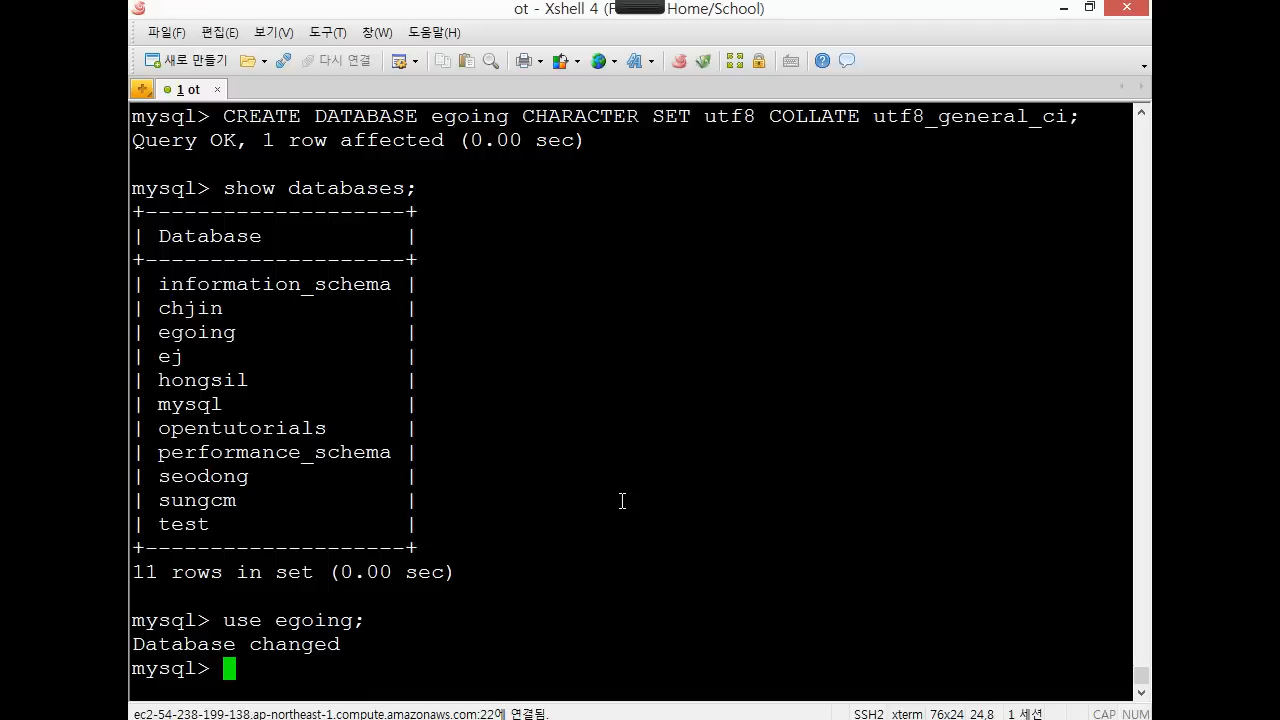 ot - Xshell 4 (F Home/School)
파일(F) 편집(E) 보기(V) 도구(T) 창(W) 도움말(H)
새로 만들기 다시 연결
1 ot
mysql> CREATE DATABASE egoing CHARACTER SET utf8 COLLATE utf8_general_ci;
Query OK, 1 row affected (0.00 sec)
mysql> show databases;
+--------------------+
| Database |
+--------------------+
| information_schema |
| chjin |
| egoing |
| ej |
| hongsil |
| mysql |
| opentutorials |
| performance_schema |
| seodong |
| sungcm |
| test |
+--------------------+
11 rows in set (0.00 sec)
mysql> use egoing;
Database changed
mysql>
ec2-54-238-199-138.ap-northeast-1.compute.amazonaws.com:22에 연결됨. SSH2 xterm 76x24 24,8 1 세션 CAP NUM